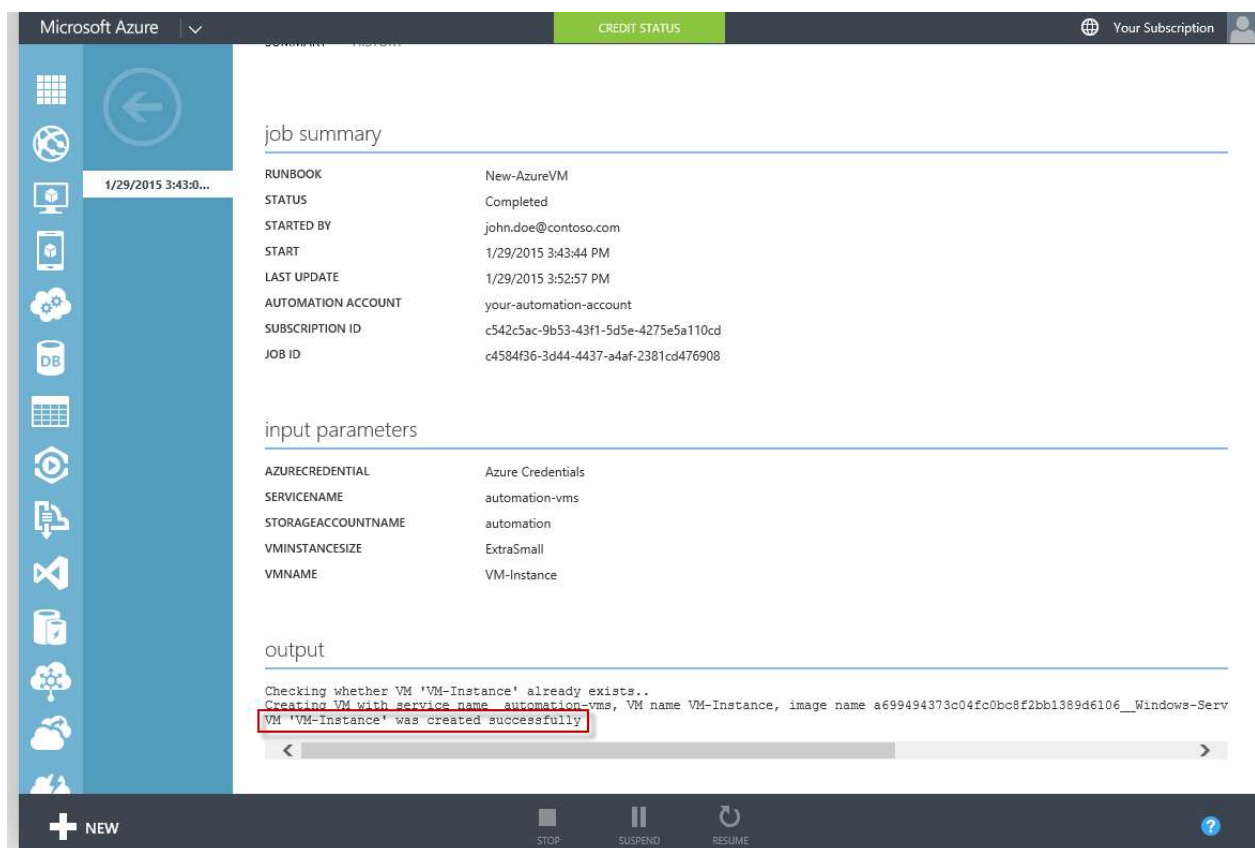 Microsoft Azure
CREDIT STATUS
Your Subscription
SUMMARY HISTORY
1/29/2015 3:43:0...
job summary
RUNBOOK New-AzureVM
STATUS Completed
STARTED BY john.doe@contoso.com
START 1/29/2015 3:43:44 PM
LAST UPDATE 1/29/2015 3:52:57 PM
AUTOMATION ACCOUNT your-automation-account
SUBSCRIPTION ID c542c5ac-9b53-43f1-5d5e-4275e5a110cd
JOB ID c4584f36-3d44-4437-a4af-2381cd476908
input parameters
AZURECREDENTIAL Azure Credentials
SERVICENAME automation-vms
STORAGEACCOUNTNAME automation
VMINSTANCESIZE ExtraSmall
VMNAME VM-Instance
DB
output
Checking whether VM 'VM-Instance' already exists..
Creating VM with service name automation-vms, VM name VM-Instance, image name a699494373c04fc0bc8f2bb1389d6106__Windows-Serv
VM 'VM-Instance' was created successfully
NEW
STOP
SUSPEND
RESUME
?